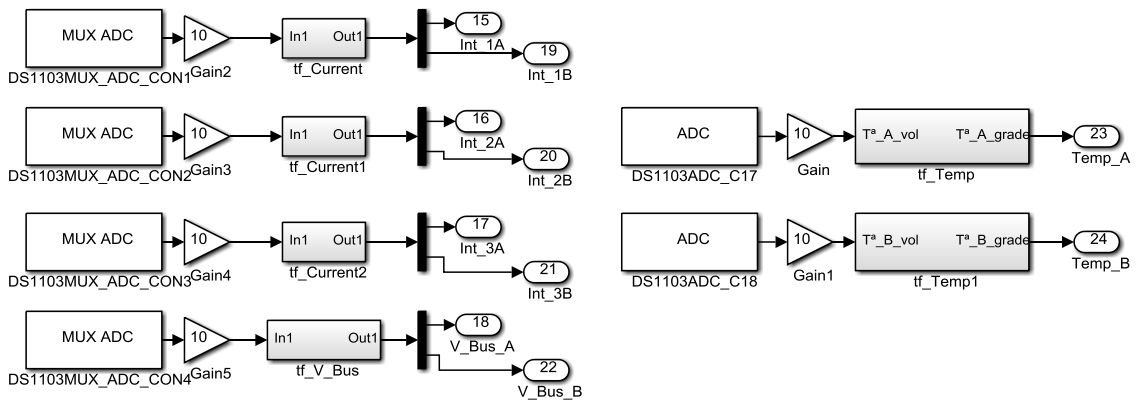 MUX ADC
DS1103MUX_ADC_CON1
10
Gain2
In1 Out1
tf_Current
15
Int_1A
19
Int_1B
MUX ADC
DS1103MUX_ADC_CON2
10
Gain3
In1 Out1
tf_Current1
16
Int_2A
20
Int_2B
MUX ADC
DS1103MUX_ADC_CON3
10
Gain4
In1 Out1
tf_Current2
17
Int_3A
21
Int_3B
MUX ADC
DS1103MUX_ADC_CON4
10
Gain5
In1 Out1
tf_V_Bus
18
V_Bus_A
22
V_Bus_B
ADC
DS1103ADC_C17
10
Gain
Tª_A_vol Tª_A_grade
tf_Temp
23
Temp_A
ADC
DS1103ADC_C18
10
Gain1
Tª_B_vol Tª_B_grade
tf_Temp1
24
Temp_B